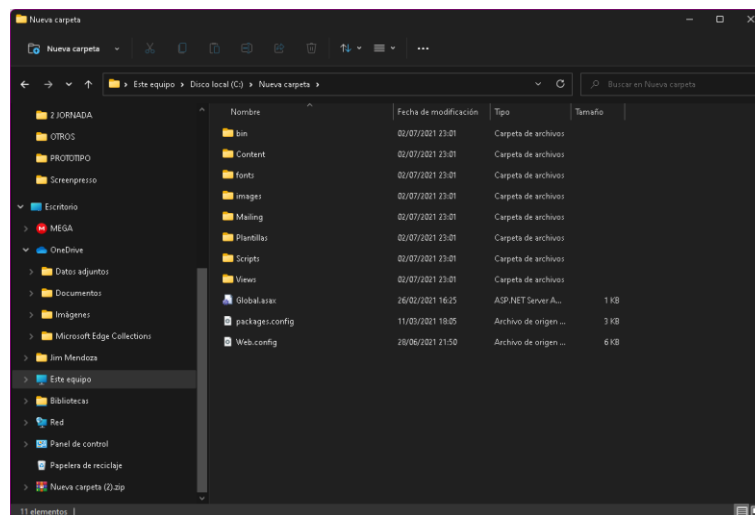 Nueva carpeta
Nueva carpeta
Este equipo > Disco local (C:) > Nueva carpeta >
Buscar en Nueva carpeta
2 JORNADA
OTROS
PROTOTIPO
Screenpresso
Escritorio
MEGA
OneDrive
Datos adjuntos
Documentos
Imágenes
Microsoft Edge Collections
Jim Mendoza
Este equipo
Bibliotecas
Red
Panel de control
Papelera de reciclaje
Nueva carpeta (2).zip
Nombre Fecha de modificación Tipo Tamaño
bin 02/07/2021 23:01 Carpeta de archivos
Content 02/07/2021 23:01 Carpeta de archivos
fonts 02/07/2021 23:01 Carpeta de archivos
images 02/07/2021 23:01 Carpeta de archivos
Mailing 02/07/2021 23:01 Carpeta de archivos
Plantillas 02/07/2021 23:01 Carpeta de archivos
Scripts 02/07/2021 23:01 Carpeta de archivos
Views 02/07/2021 23:01 Carpeta de archivos
Global.asax 26/02/2021 16:25 ASP.NET Server A... 1 KB
packages.config 11/03/2021 18:05 Archivo de origen ... 3 KB
Web.config 28/06/2021 21:50 Archivo de origen ... 6 KB
11 elementos